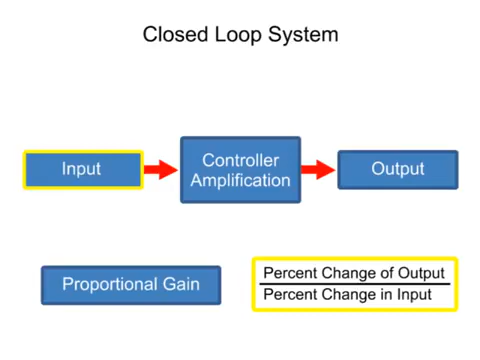 Closed Loop System
Input
Controller
Amplification
Output
Proportional Gain
Percent Change of Output
Percent Change in Input